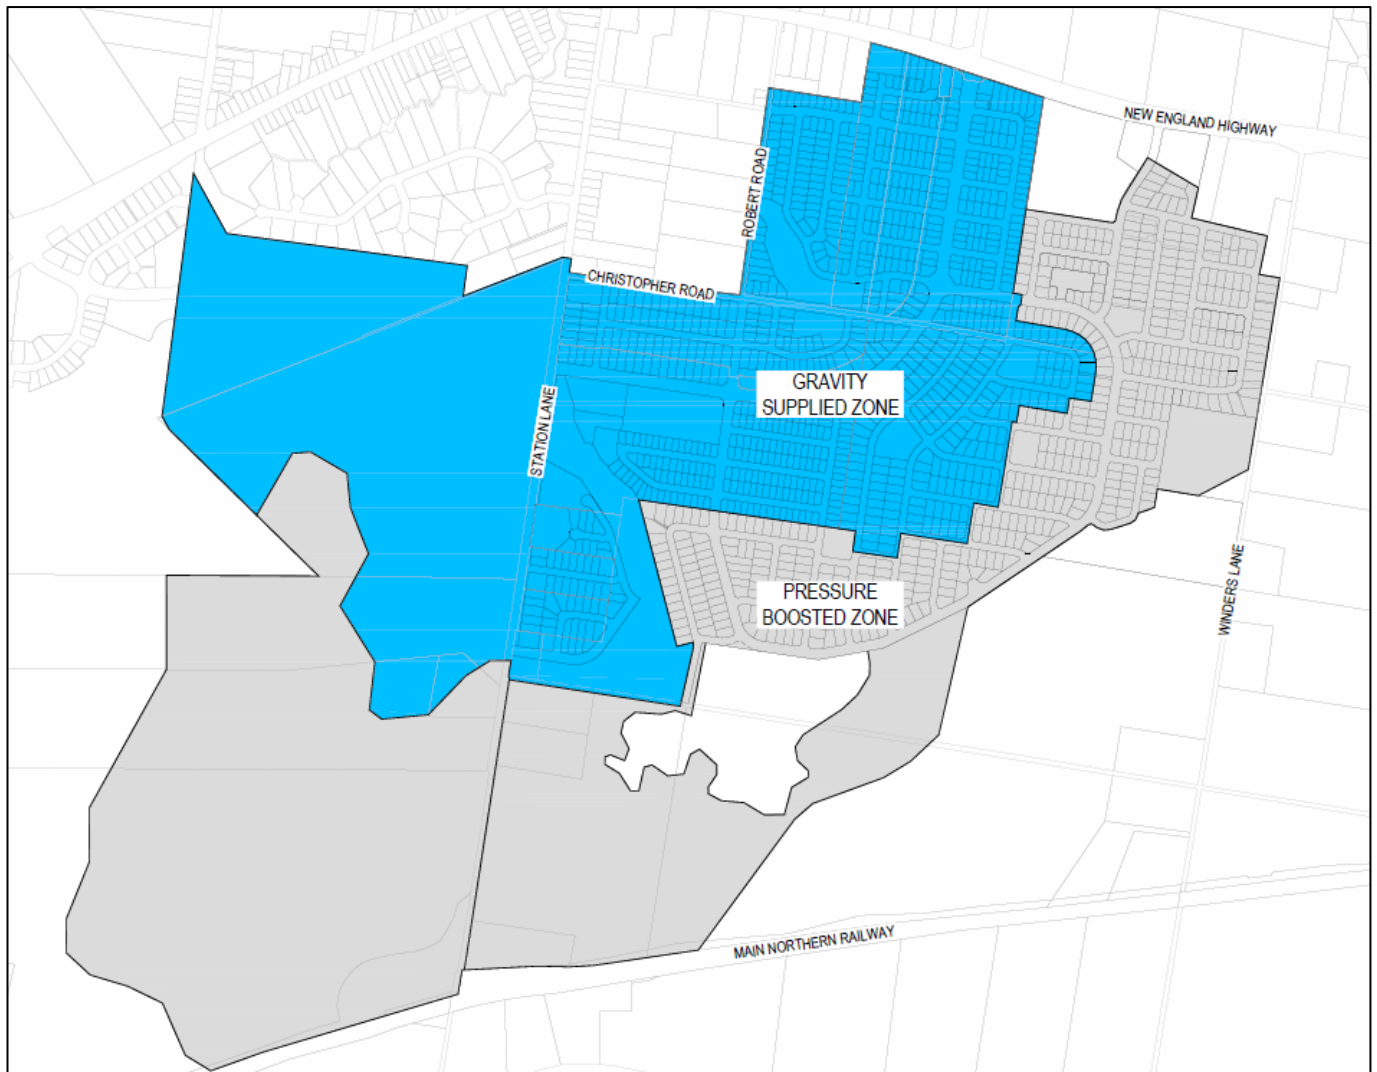 NEW ENGLAND HIGHWAY
ROBERT ROAD
CHRISTOPHER ROAD
GRAVITY
SUPPLIED ZONE
STATION LANE
PRESSURE
BOOSTED ZONE
WINDERS LANE
MAIN NORTHERN RAILWAY